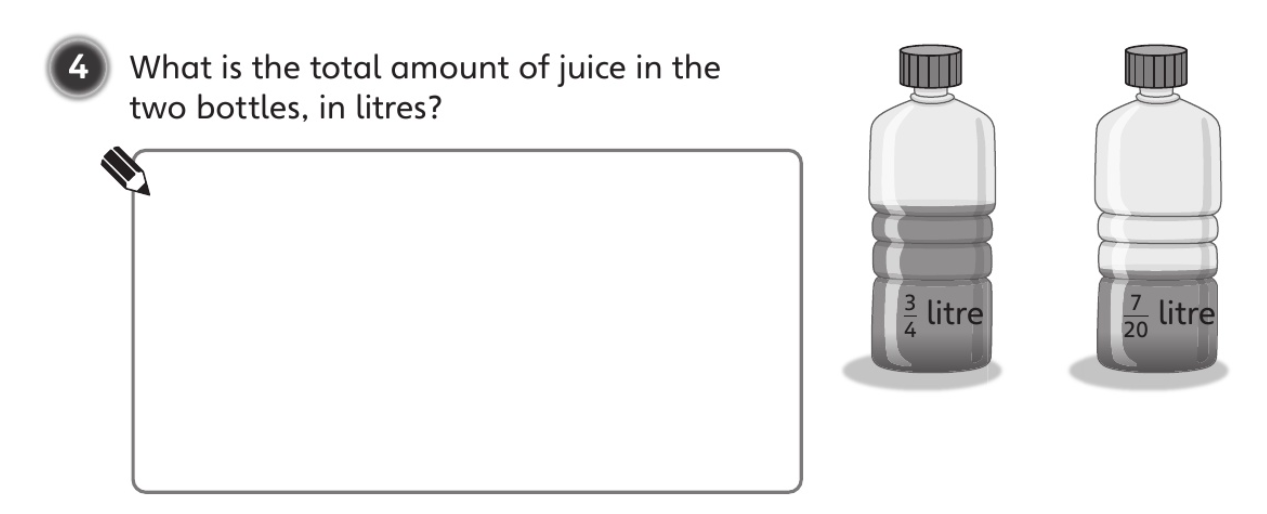 4 What is the total amount of juice in the
two bottles, in litres?
3/4 litre
7/20 litre